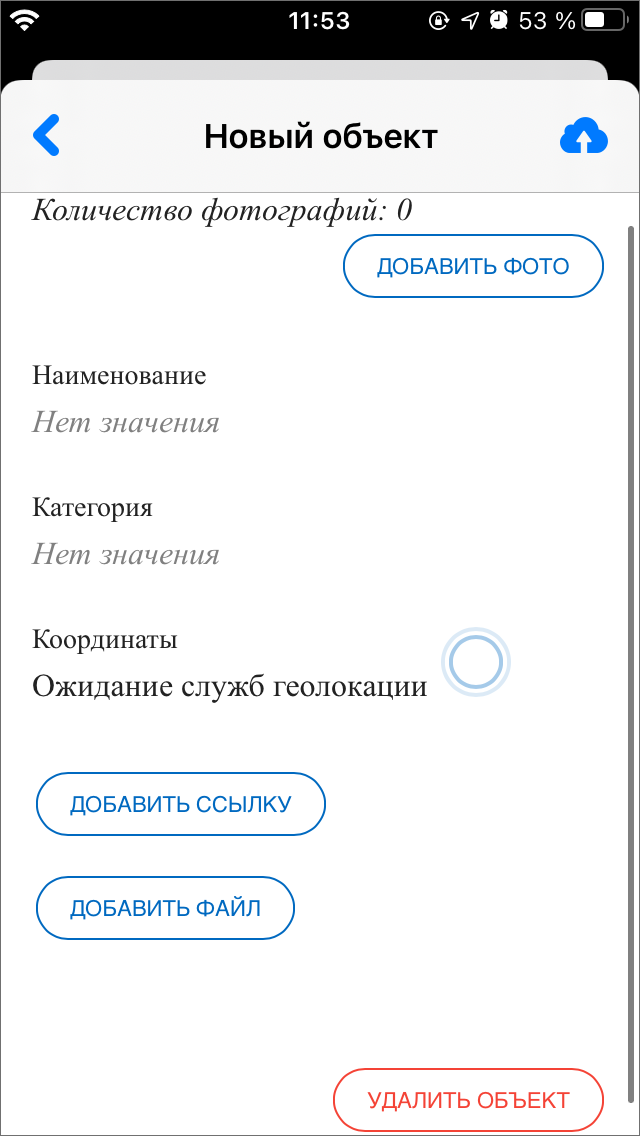 11:53
53 %
Новый объект
Количество фотографий: 0
ДОБАВИТЬ ФОТО
Наименование
Нет значения
Категория
Нет значения
Координаты
Ожидание служб геолокации
ДОБАВИТЬ ССЫЛКУ
ДОБАВИТЬ ФАЙЛ
УДАЛИТЬ ОБЪЕКТ